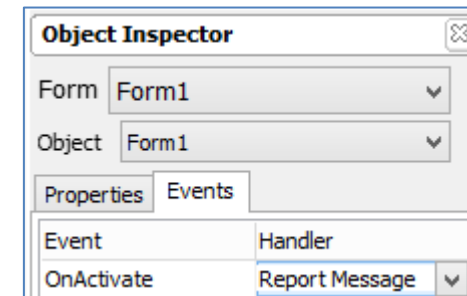 Object Inspector
Form Form1
Object Form1
Properties Events
Event Handler
OnActivate Report Message